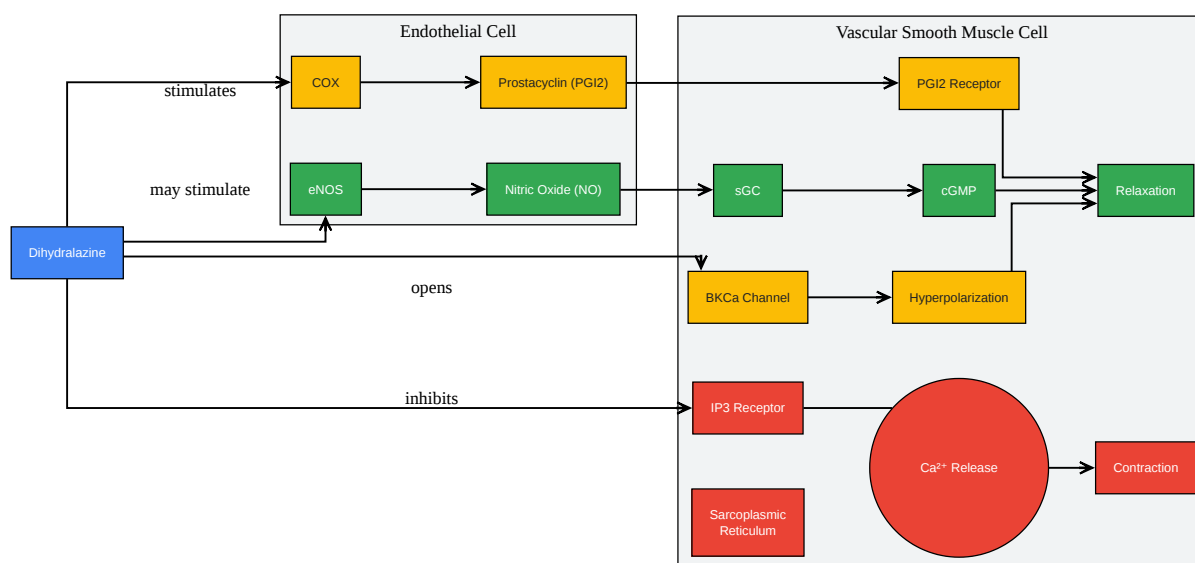 Endothelial Cell
Vascular Smooth Muscle Cell
COX
Prostacyclin (PGI2)
PGI2 Receptor
stimulates
may stimulate
eNOS
Nitric Oxide (NO)
sGC
cGMP
Relaxation
Dihydralazine
opens
BKCa Channel
Hyperpolarization
inhibits
IP3 Receptor
Ca²⁺ Release
Contraction
Sarcoplasmic
Reticulum